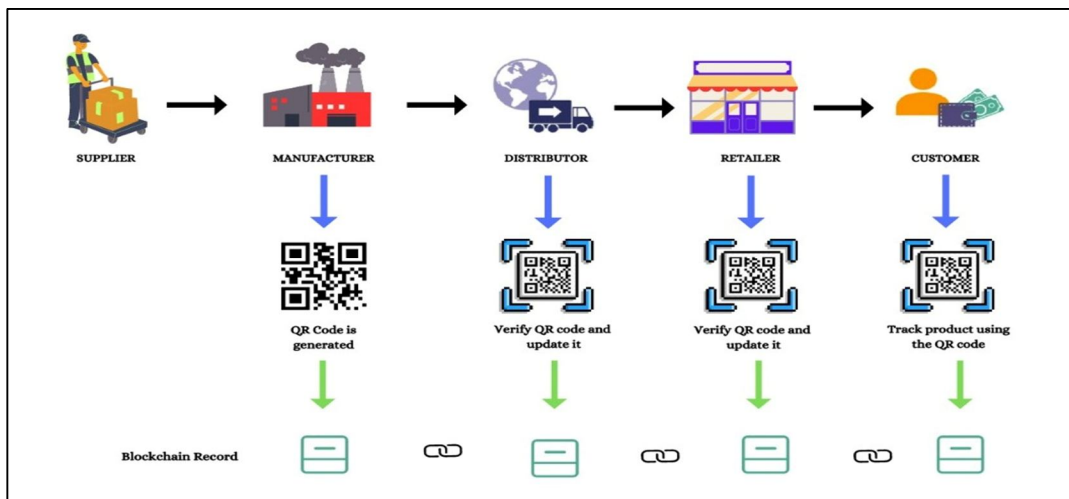 SUPPLIER
MANUFACTURER
DISTRIBUTOR
RETAILER
CUSTOMER
QR Code is
generated
Verify QR code and
update it
Verify QR code and
update it
Track product using
the QR code
Blockchain Record